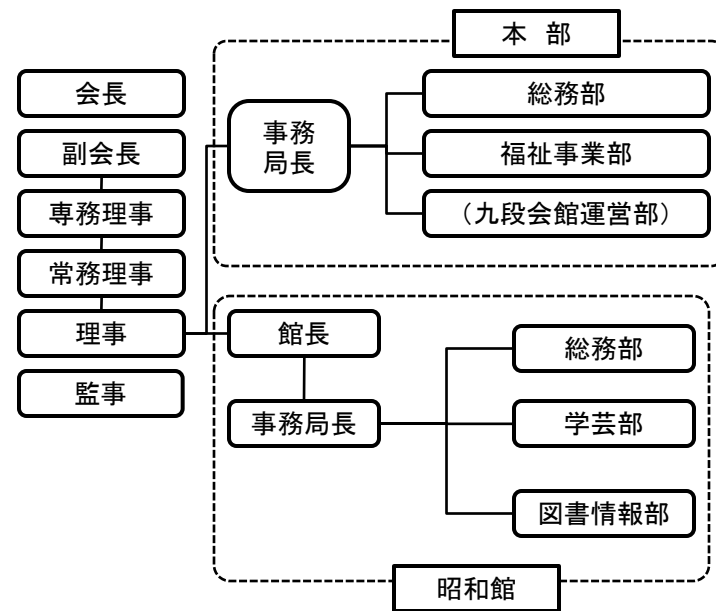 本 部
会長
副会長
専務理事
常務理事
理事
監事
事務
局長
総務部
福祉事業部
（九段会館運営部）
館長
事務局長
総務部
学芸部
図書情報部
昭和館